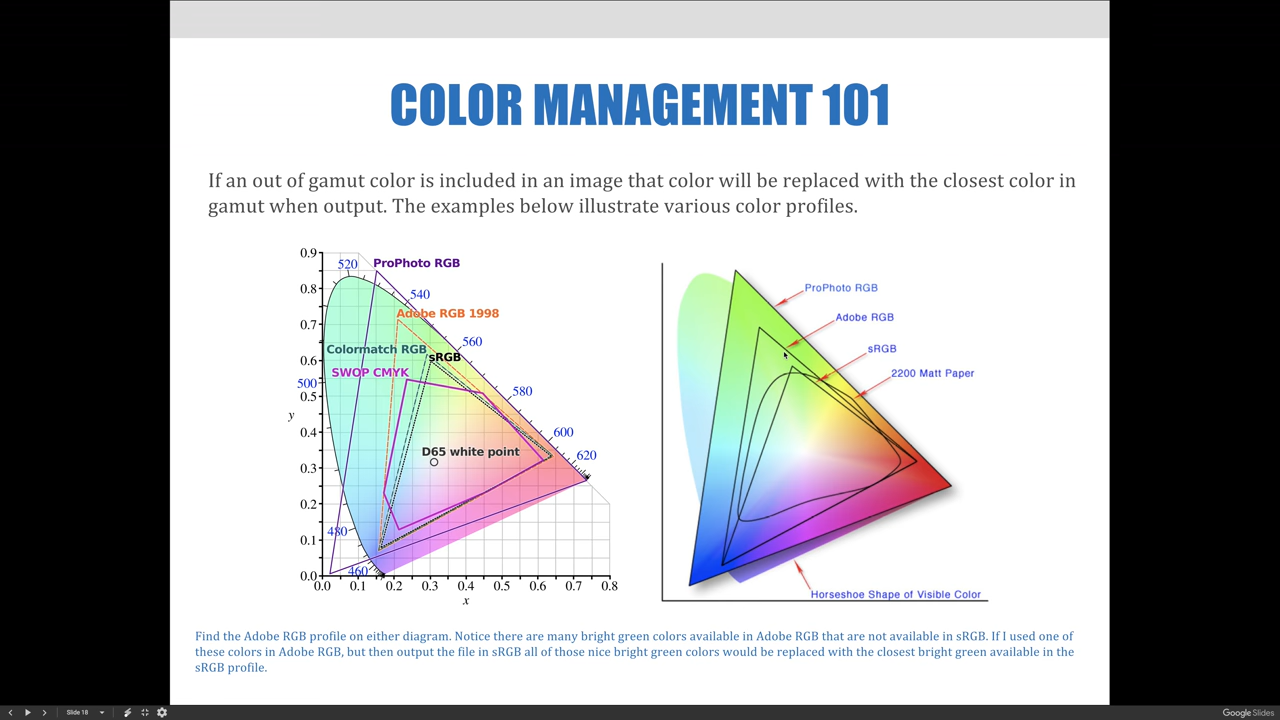 COLOR MANAGEMENT 101
If an out of gamut color is included in an image that color will be replaced with the closest color in
gamut when output. The examples below illustrate various color profiles.
0.9
0.8
0.7
0.6
0.5
0.4
0.3
0.2
0.1
0.0
y
0.0 0.1 0.2 0.3 0.4 0.5 0.6 0.7 0.8
x
520
ProPhoto RGB
540
Adobe RGB 1998
560
Colormatch RGB
sRGB
SWOP CMYK
500
580
600
D65 white point
620
480
460
ProPhoto RGB
Adobe RGB
sRGB
2200 Matt Paper
Horseshoe Shape of Visible Color
Find the Adobe RGB profile on either diagram. Notice there are many bright green colors available in Adobe RGB that are not available in sRGB. If I used one of
these colors in Adobe RGB, but then output the file in sRGB all of those nice bright green colors would be replaced with the closest bright green available in the
sRGB profile.
Slide 18
Google Slides